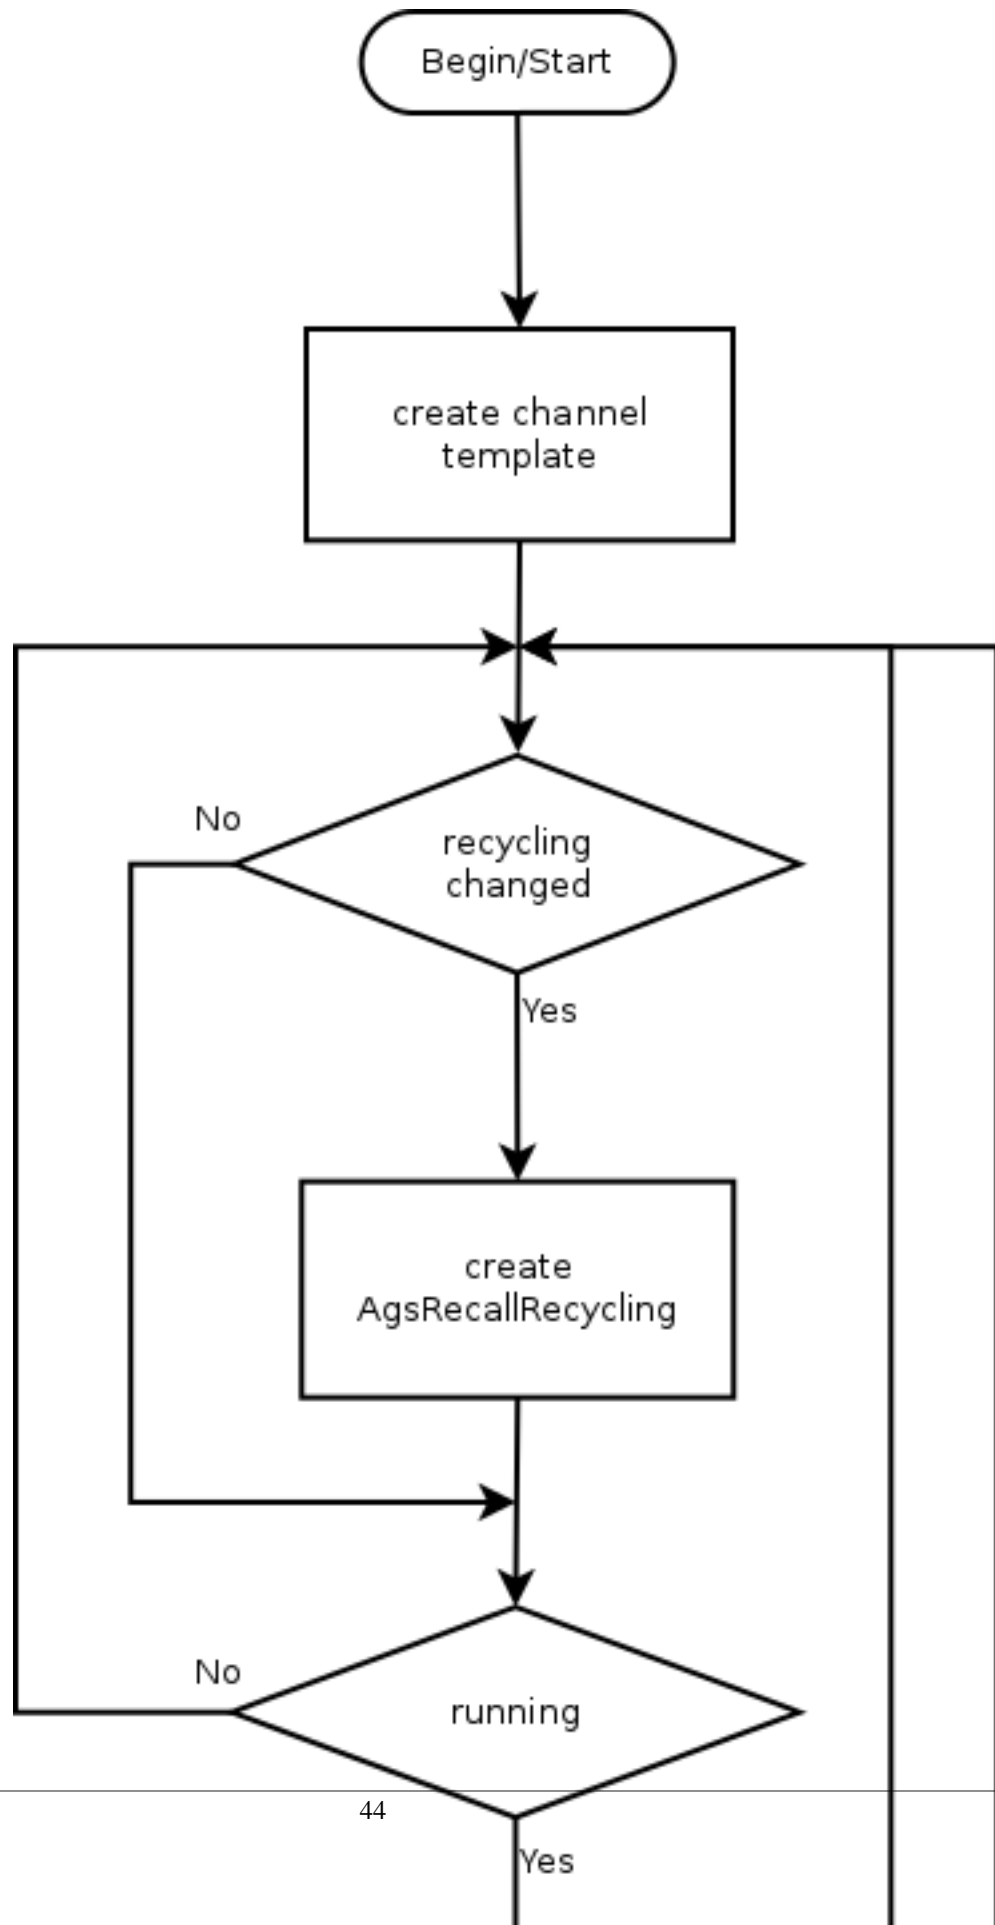 Begin/Start
create channel
template
No
recycling
changed
Yes
create
AgsRecallRecycling
No
running
44
Yes